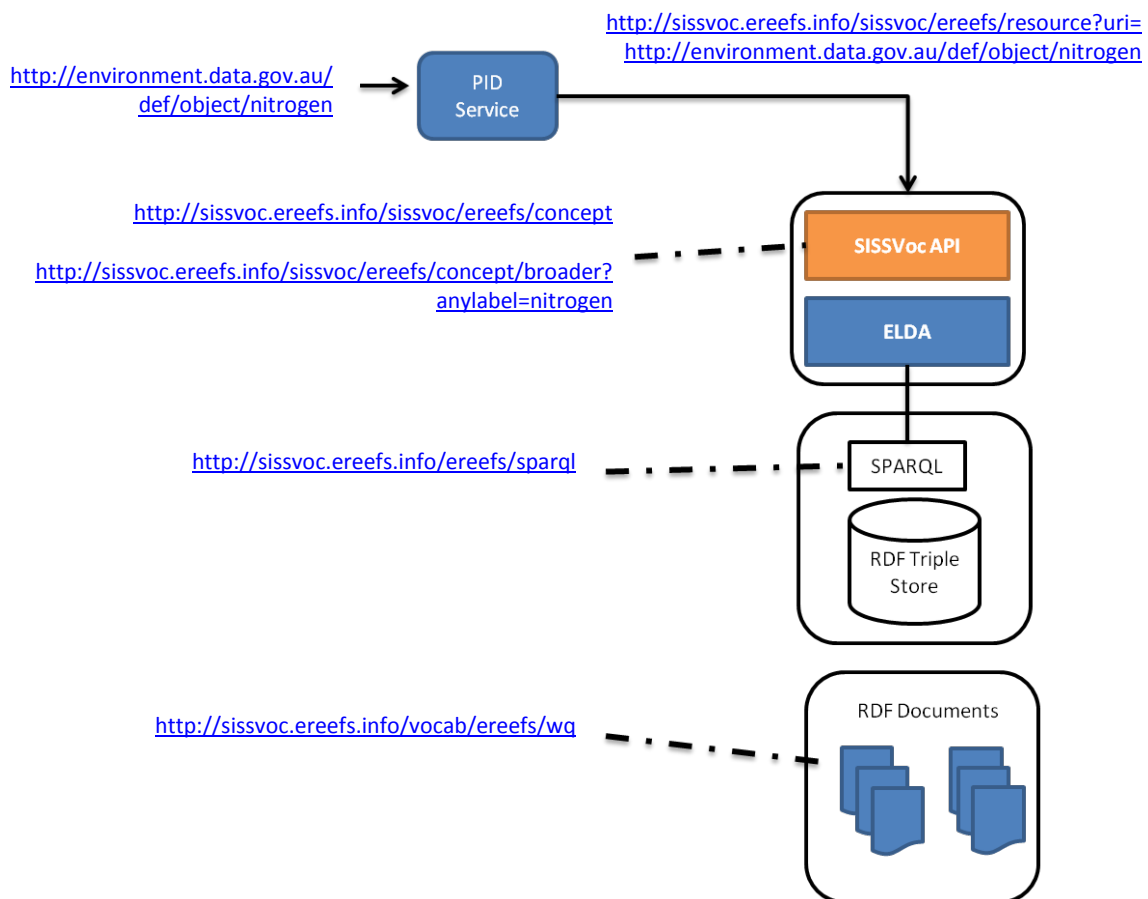 http://sissvoc.ereefs.info/sissvoc/ereefs/resource?uri=
http://environment.data.gov.au/def/object/nitrogen
http://environment.data.gov.au/
def/object/nitrogen
PID
Service
http://sissvoc.ereefs.info/sissvoc/ereefs/concept
SISSVoc API
http://sissvoc.ereefs.info/sissvoc/ereefs/concept/broader?
anylabel=nitrogen
ELDA
http://sissvoc.ereefs.info/ereefs/sparql
SPARQL
RDF Triple
Store
http://sissvoc.ereefs.info/vocab/ereefs/wq
RDF Documents